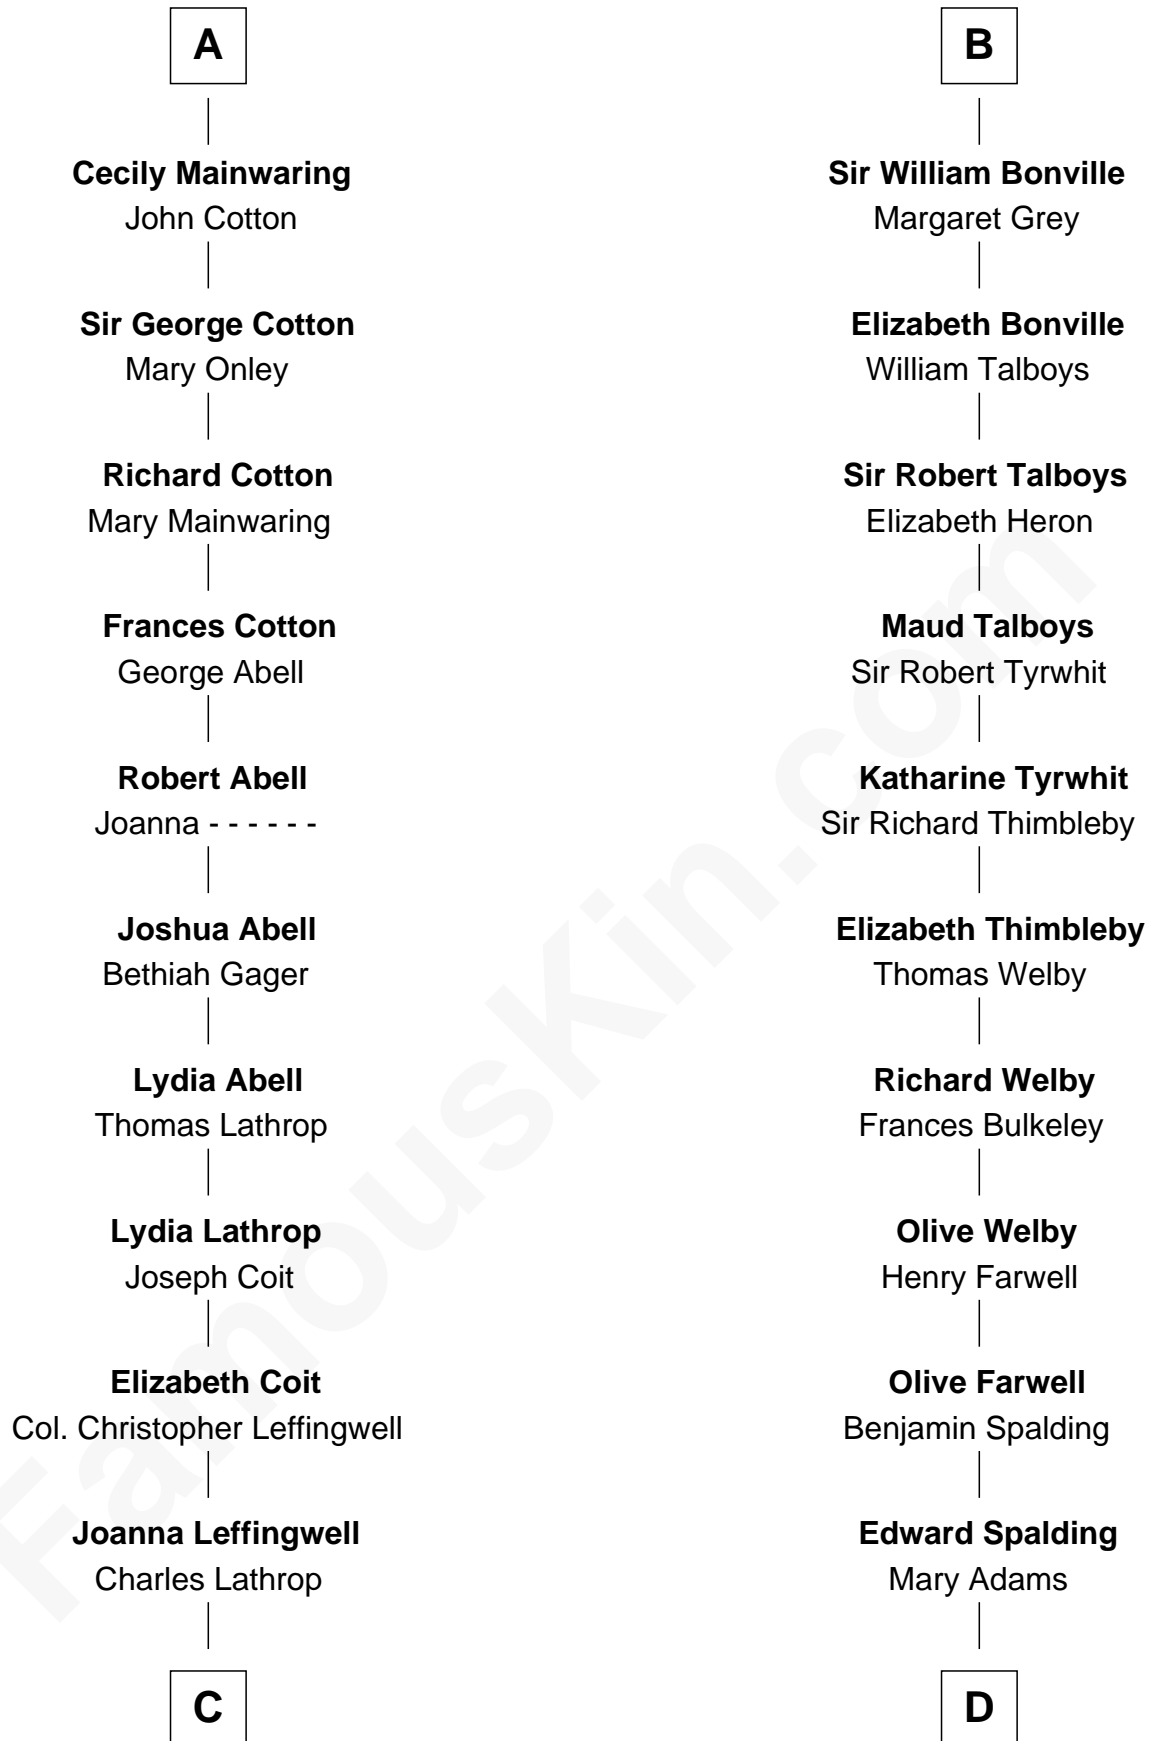 A
Cecily Mainwaring
John Cotton
Sir George Cotton
Mary Onley
Richard Cotton
Mary Mainwaring
Frances Cotton
George Abell
Robert Abell
Joanna - - - - - -
Joshua Abell
Bethiah Gager
Lydia Abell
Thomas Lathrop
Lydia Lathrop
Joseph Coit
Elizabeth Coit
Col. Christopher Leffingwell
Joanna Leffingwell
Charles Lathrop
C
B
Sir William Bonville
Margaret Grey
Elizabeth Bonville
William Talboys
Sir Robert Talboys
Elizabeth Heron
Maud Talboys
Sir Robert Tyrwhit
Katharine Tyrwhit
Sir Richard Thimbleby
Elizabeth Thimbleby
Thomas Welby
Richard Welby
Frances Bulkeley
Olive Welby
Henry Farwell
Olive Farwell
Benjamin Spalding
Edward Spalding
Mary Adams
D
FamousKin.com